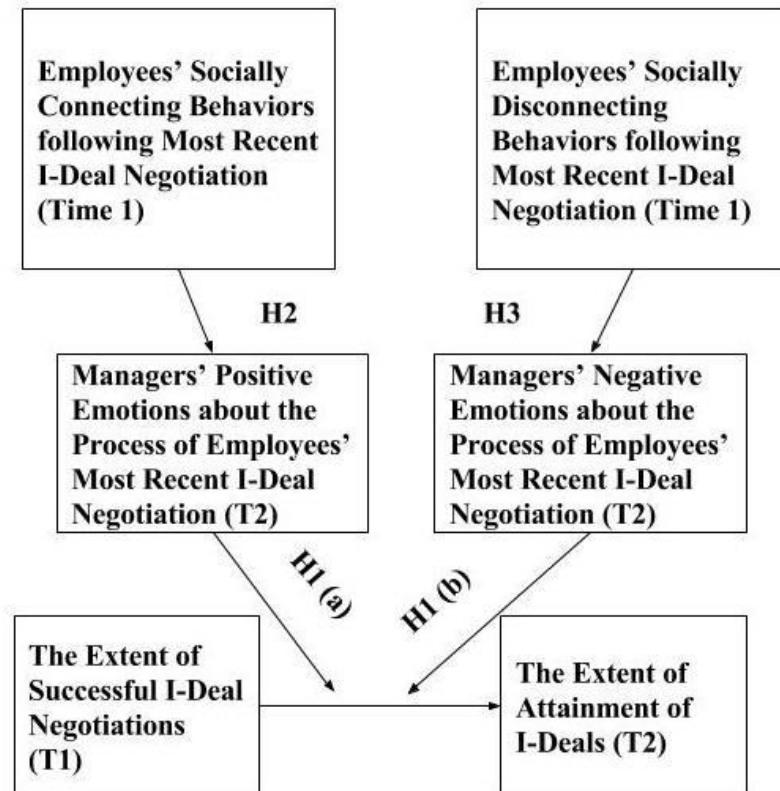 Employees’ Socially
Connecting Behaviors
following Most Recent
I-Deal Negotiation
(Time 1)
Employees’ Socially
Disconnecting
Behaviors following
Most Recent I-Deal
Negotiation (Time 1)
H2
H3
Managers’ Positive
Emotions about the
Process of Employees’
Most Recent I-Deal
Negotiation (T2)
Managers’ Negative
Emotions about the
Process of Employees’
Most Recent I-Deal
Negotiation (T2)
H1 (a)
H1 (b)
The Extent of
Successful I-Deal
Negotiations
(T1)
The Extent of
Attainment of
I-Deals (T2)